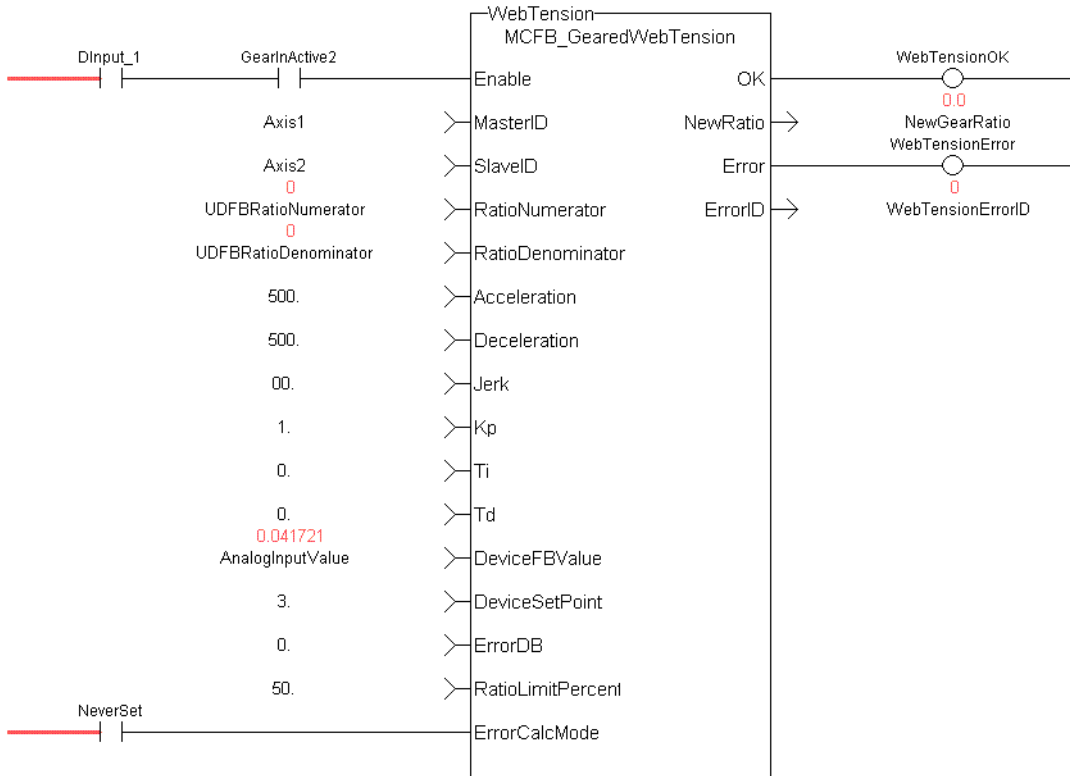 WebTension
MCFB_GearedWebTension
DInput_1 GearInActive2 Enable OK WebTensionOK
0.0
Axis1 MasterID NewRatio NewGearRatio
WebTensionError
Axis2 SlaveID Error
0 0
UDFBRatioNumerator RatioNumerator ErrorID WebTensionErrorID
0
UDFBRatioDenominator RatioDenominator
500. Acceleration
500. Deceleration
00. Jerk
1. Kp
0. Ti
0. Td
0.041721
AnalogInputValue DeviceFBValue
3. DeviceSetPoint
0. ErrorDB
50. RatioLimitPercent
NeverSet
ErrorCalcMode